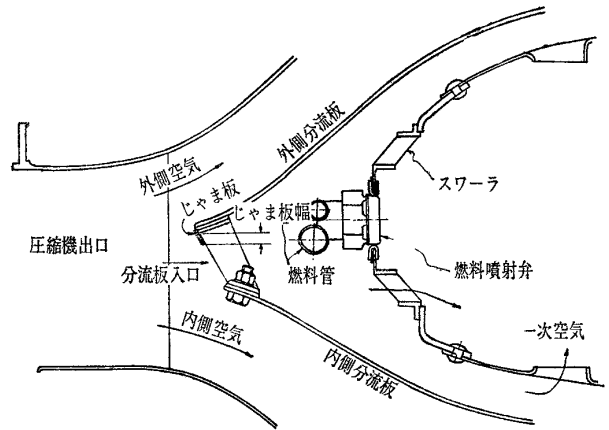 外側分流板
外側空気
じゃま板
じゃま板幅
スワーラ
圧縮機出口
分流板入口
燃料管
燃料噴射弁
内側空気
内側分流板
一次空気